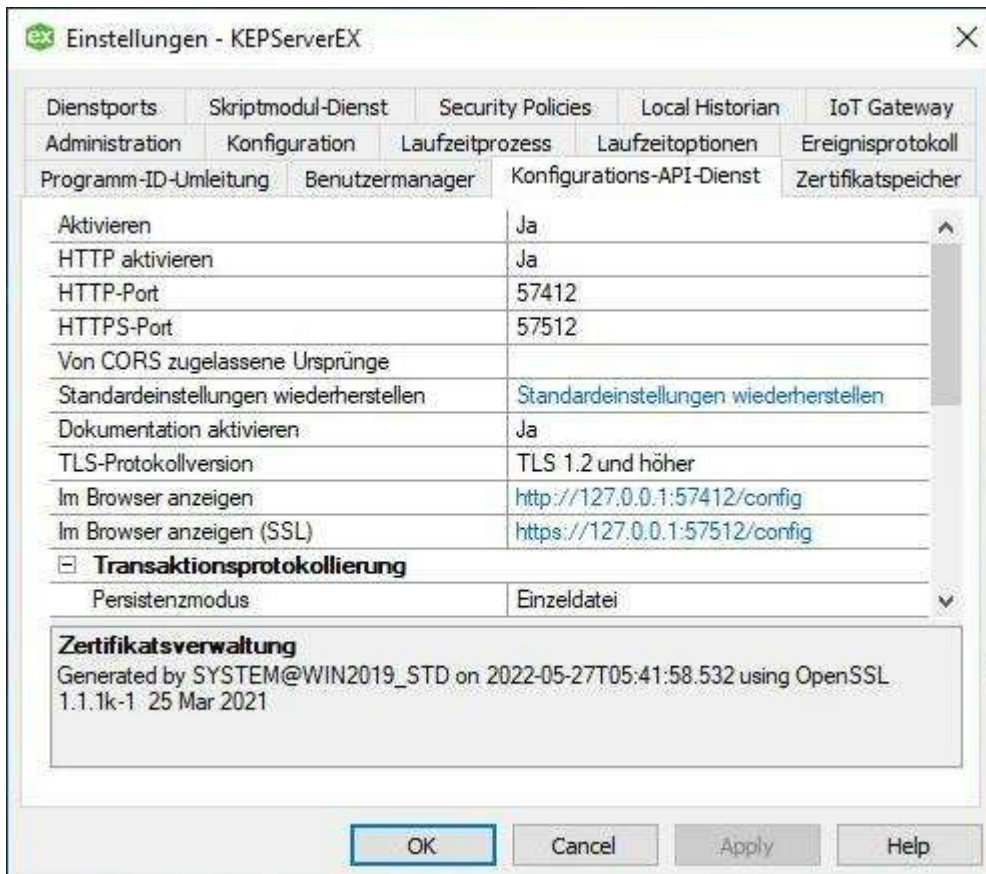 ex Einstellungen - KEPServerEX
Dienstports Skriptmodul-Dienst Security Policies Local Historian IoT Gateway
Administration Konfiguration Laufzeitprozess Laufzeitoptionen Ereignisprotokoll
Programm-ID-Umleitung Benutzermanager Konfigurations-API-Dienst Zertifikatspeicher
Aktivieren Ja
HTTP aktivieren Ja
HTTP-Port 57412
HTTPS-Port 57512
Von CORS zugelassene Ursprünge
Standardeinstellungen wiederherstellen Standardeinstellungen wiederherstellen
Dokumentation aktivieren Ja
TLS-Protokollversion TLS 1.2 und höher
Im Browser anzeigen http://127.0.0.1:57412/config
Im Browser anzeigen (SSL) https://127.0.0.1:57512/config
Transaktionsprotokollierung
Persistenzmodus Einzeldatei
Zertifikatsverwaltung
Generated by SYSTEM@WIN2019_STD on 2022-05-27T05:41:58.532 using OpenSSL
1.1.1k-1 25 Mar 2021
OK Cancel Apply Help